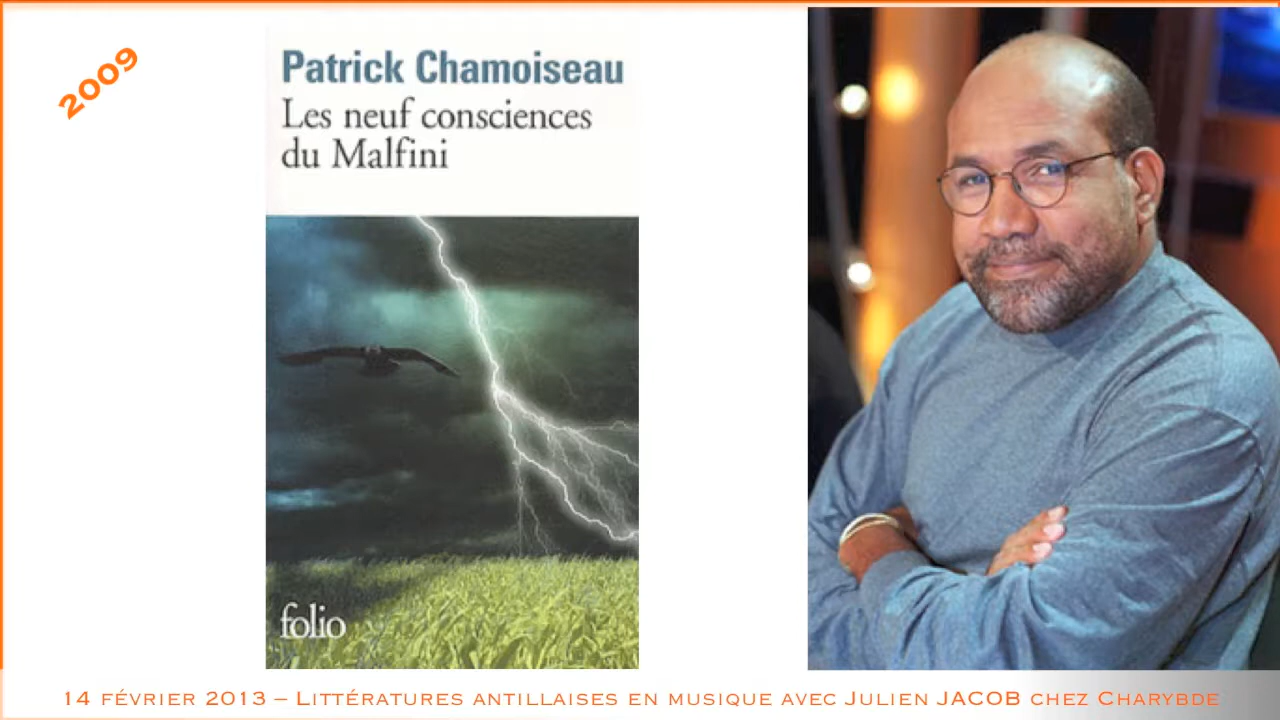 2009
Patrick Chamoiseau
Les neuf consciences
du Malfini
folio
14 FÉVRIER 2013 – LITTÉRATURES ANTILLAISES EN MUSIQUE AVEC JULIEN JACOB CHEZ CHARYBDE